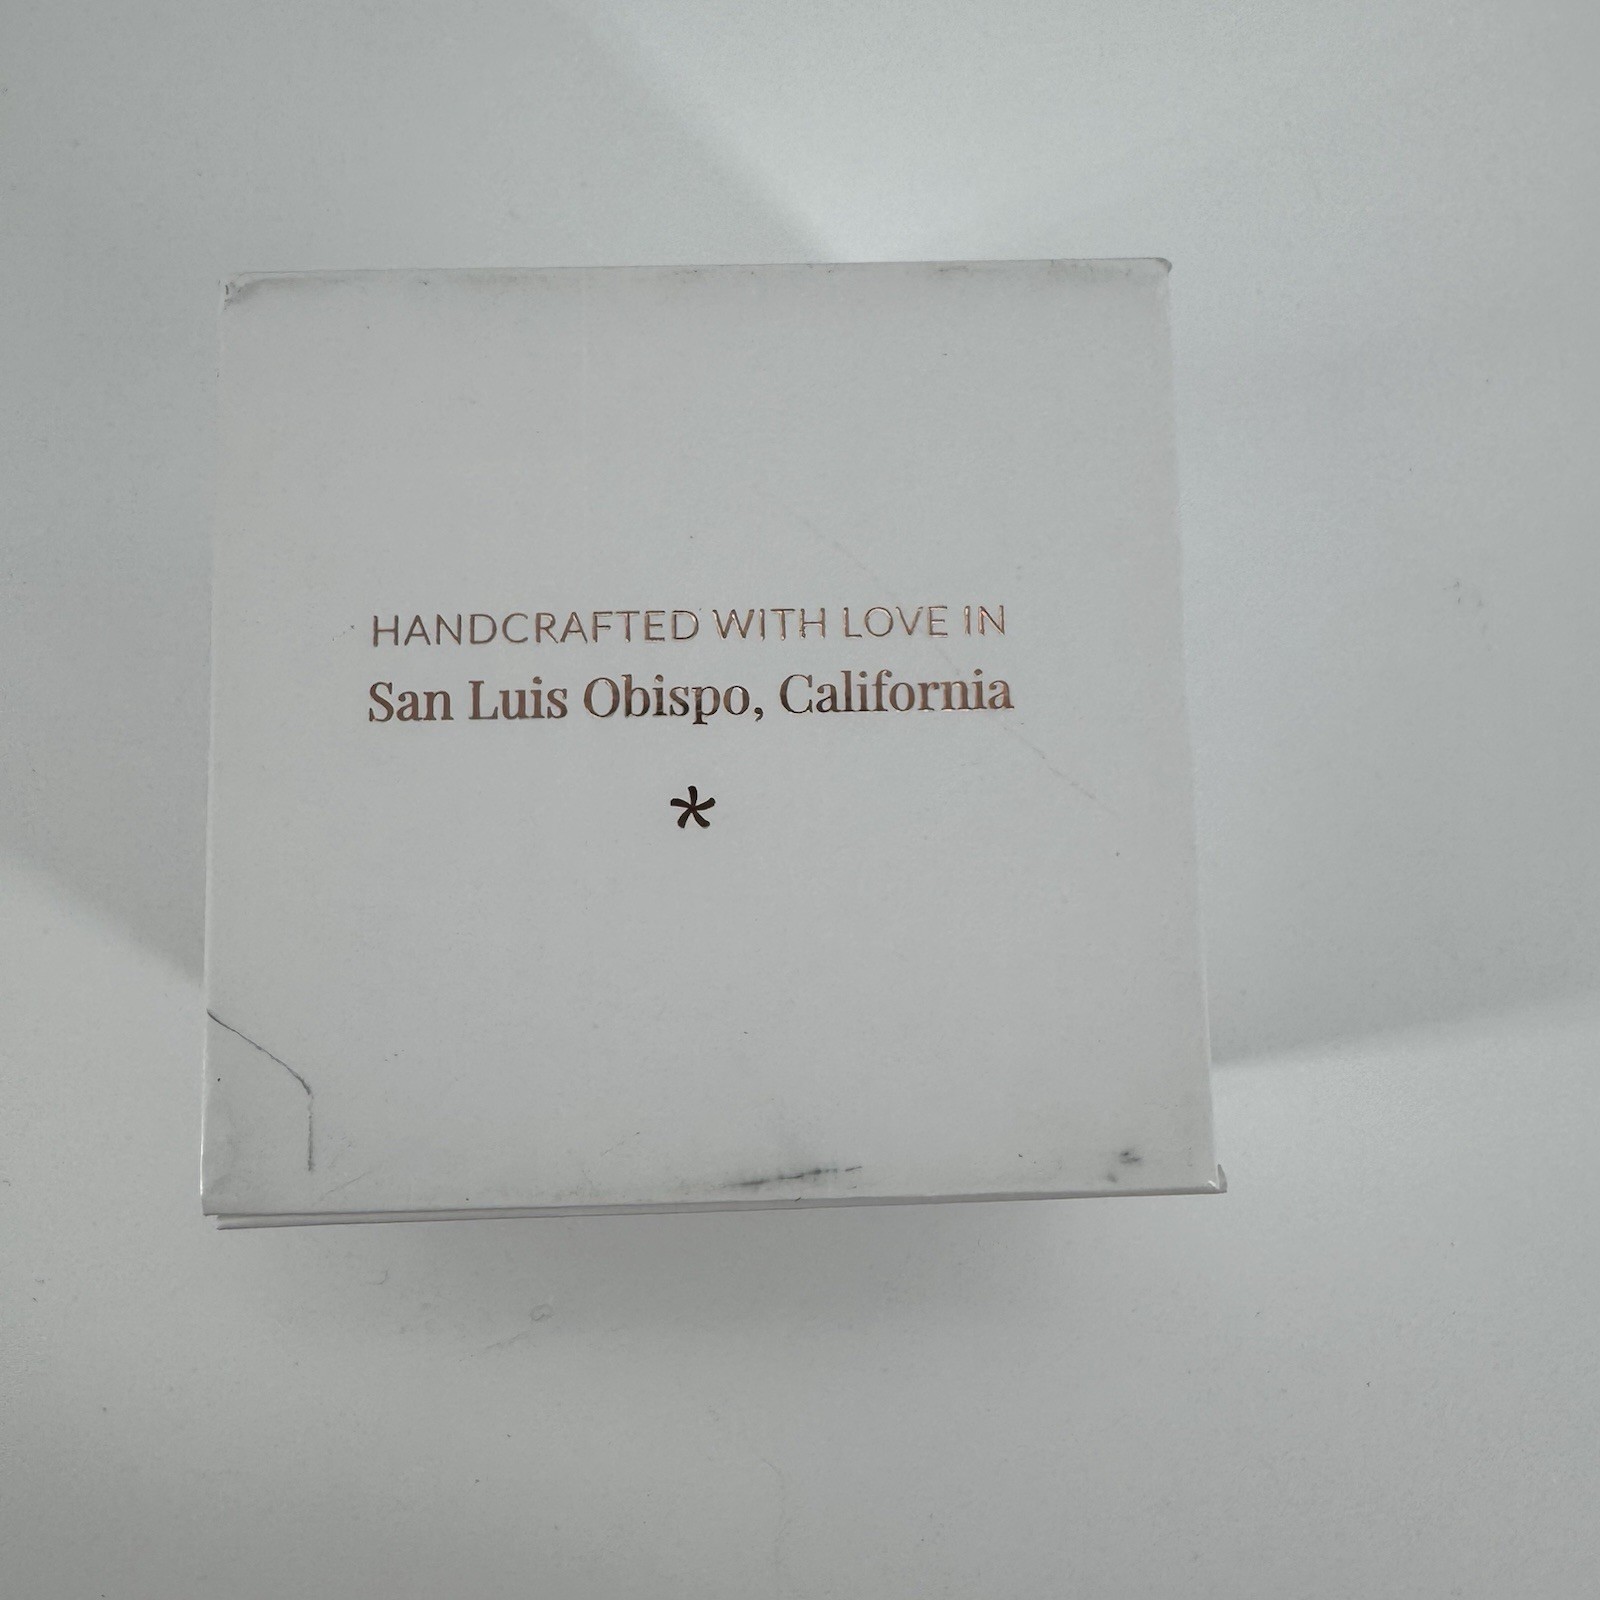 HANDCRAFTED WITH LOVE IN
San Luis Obispo, California